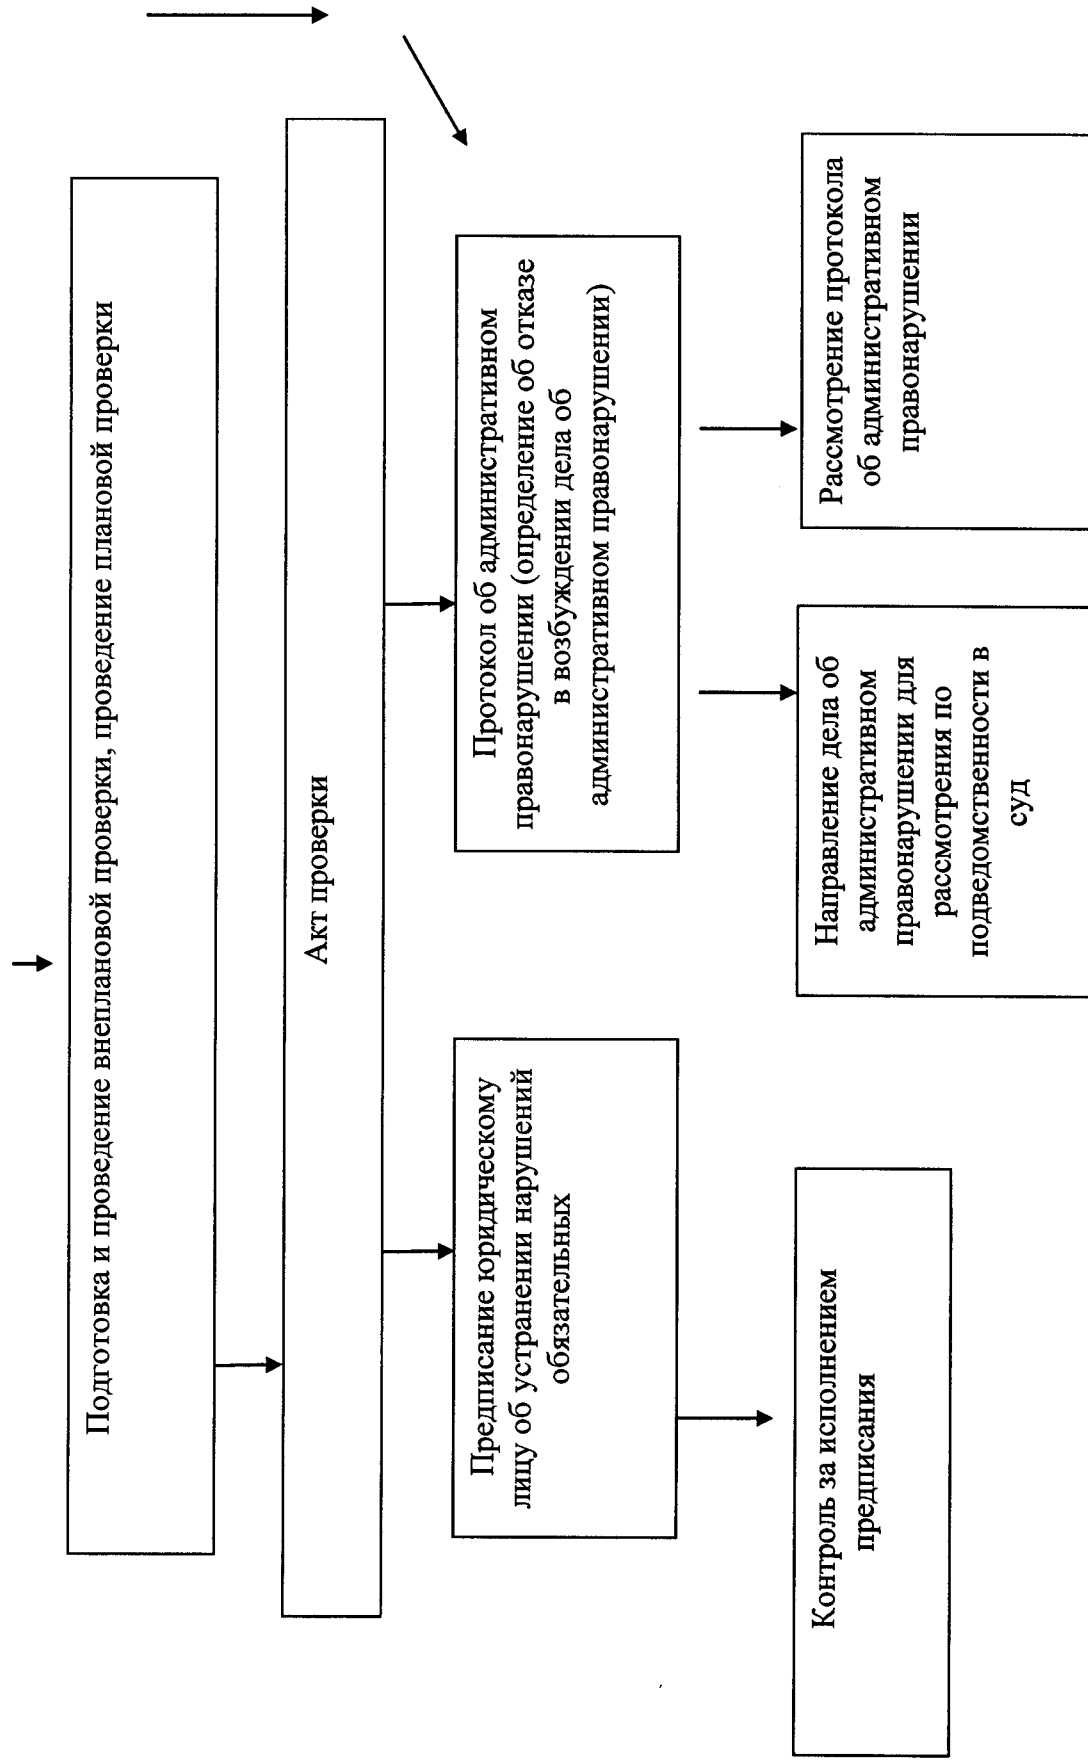 Подготовка и проведение внеплановой проверки, проведение плановой проверки
Акт проверки
Предписание юридическому
лицу об устранении нарушений
обязательных
Протокол об административном
правонарушении (определение об отказе
в возбуждении дела об
административном правонарушении)
Контроль за исполнением
предписания
Направление дела об
административном
правонарушении для
рассмотрения по
подведомственности в
суд
Рассмотрение протокола
об административном
правонарушении